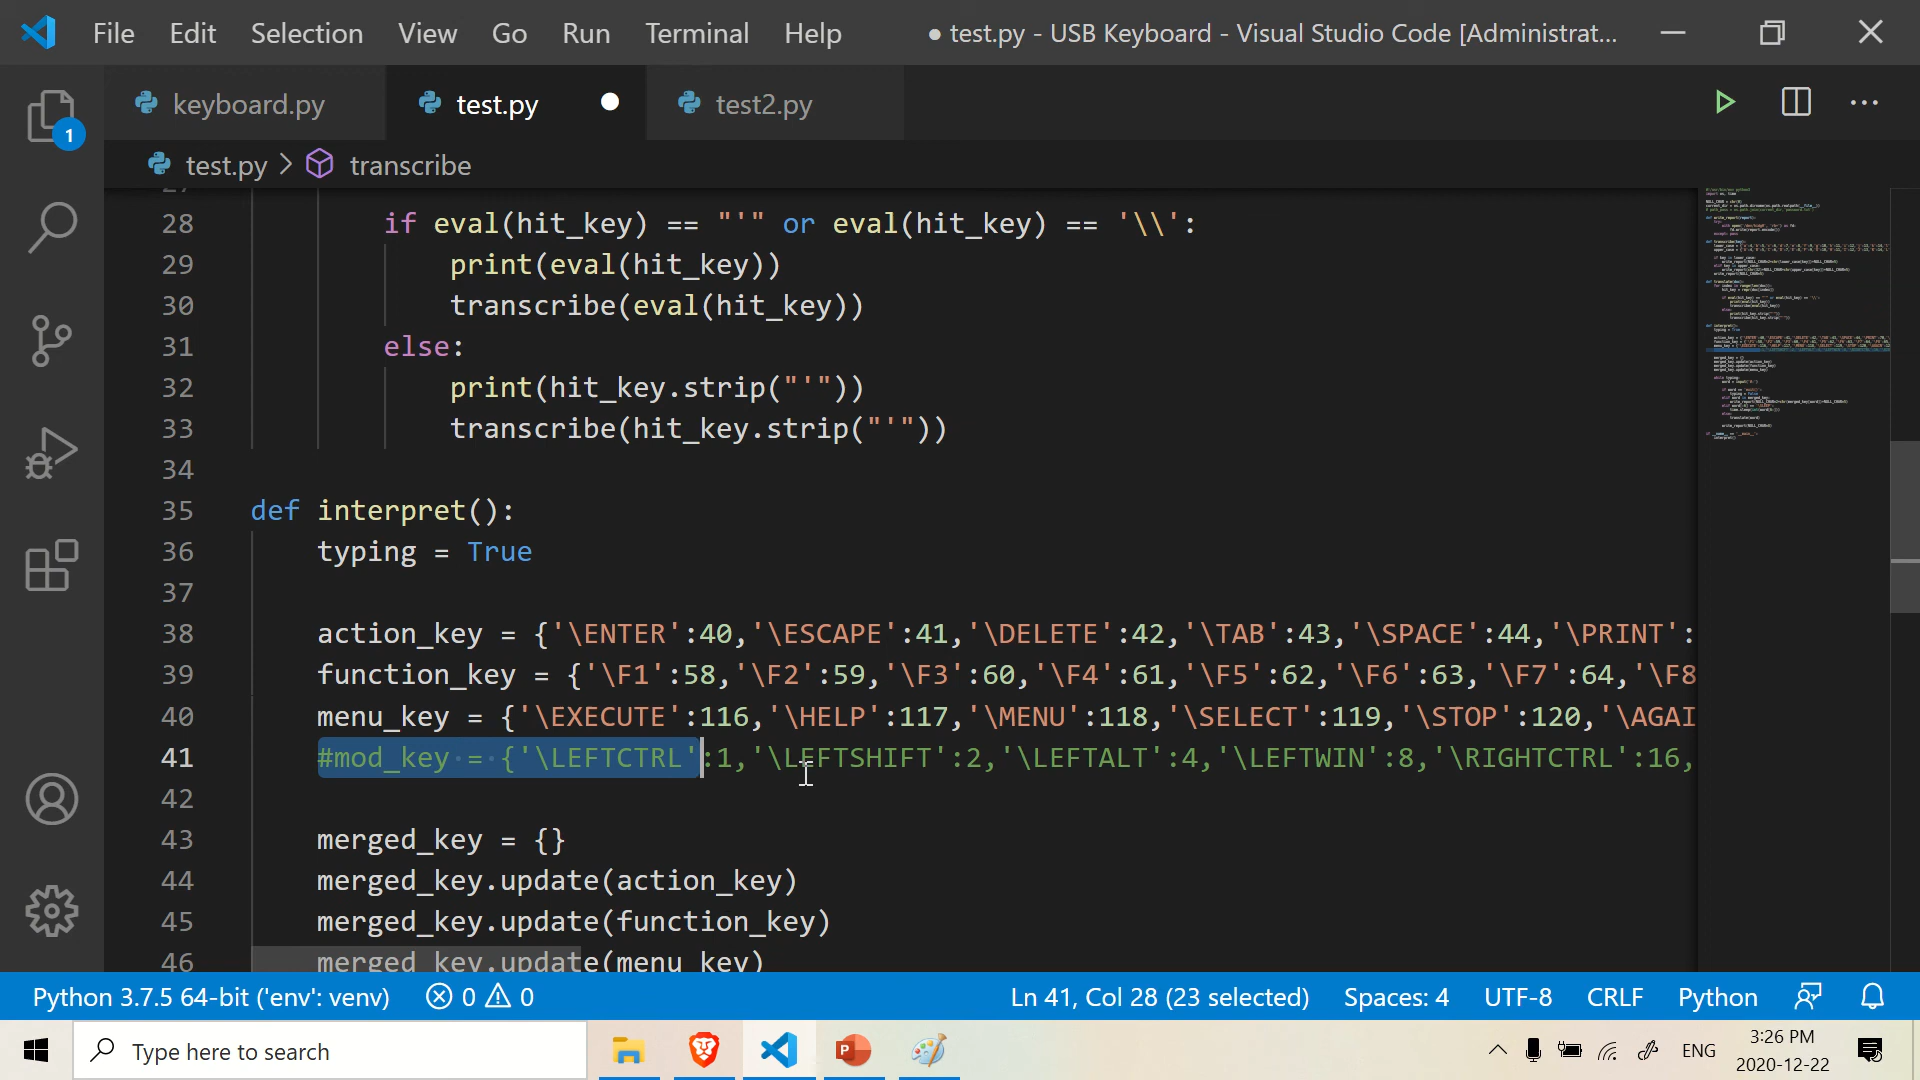 File Edit Selection View Go Run Terminal Help ● test.py - USB Keyboard - Visual Studio Code [Administrat...
keyboard.py test.py test2.py
1
test.py > transcribe
27
28 if eval(hit_key) == "'" or eval(hit_key) == '\\':
29 print(eval(hit_key))
30 transcribe(eval(hit_key))
31 else:
32 print(hit_key.strip("'"))
33 transcribe(hit_key.strip("'"))
34
35 def interpret():
36 typing = True
37
38 action_key = {'\ENTER':40,'\ESCAPE':41,'\DELETE':42,'\TAB':43,'\SPACE':44,'\PRINT':
39 function_key = {'\F1':58,'\F2':59,'\F3':60,'\F4':61,'\F5':62,'\F6':63,'\F7':64,'\F8
40 menu_key = {'\EXECUTE':116,'\HELP':117,'\MENU':118,'\SELECT':119,'\STOP':120,'\AGAI
41 #mod_key = {'\LEFTCTRL':1,'\LEFTSHIFT':2,'\LEFTALT':4,'\LEFTWIN':8,'\RIGHTCTRL':16,
42
43 merged_key = {}
44 merged_key.update(action_key)
45 merged_key.update(function_key)
46 merged_key.update(menu_key)
Python 3.7.5 64-bit ('env': venv) 0 0 Ln 41, Col 28 (23 selected) Spaces: 4 UTF-8 CRLF Python
Type here to search ENG 3:26 PM
2020-12-22